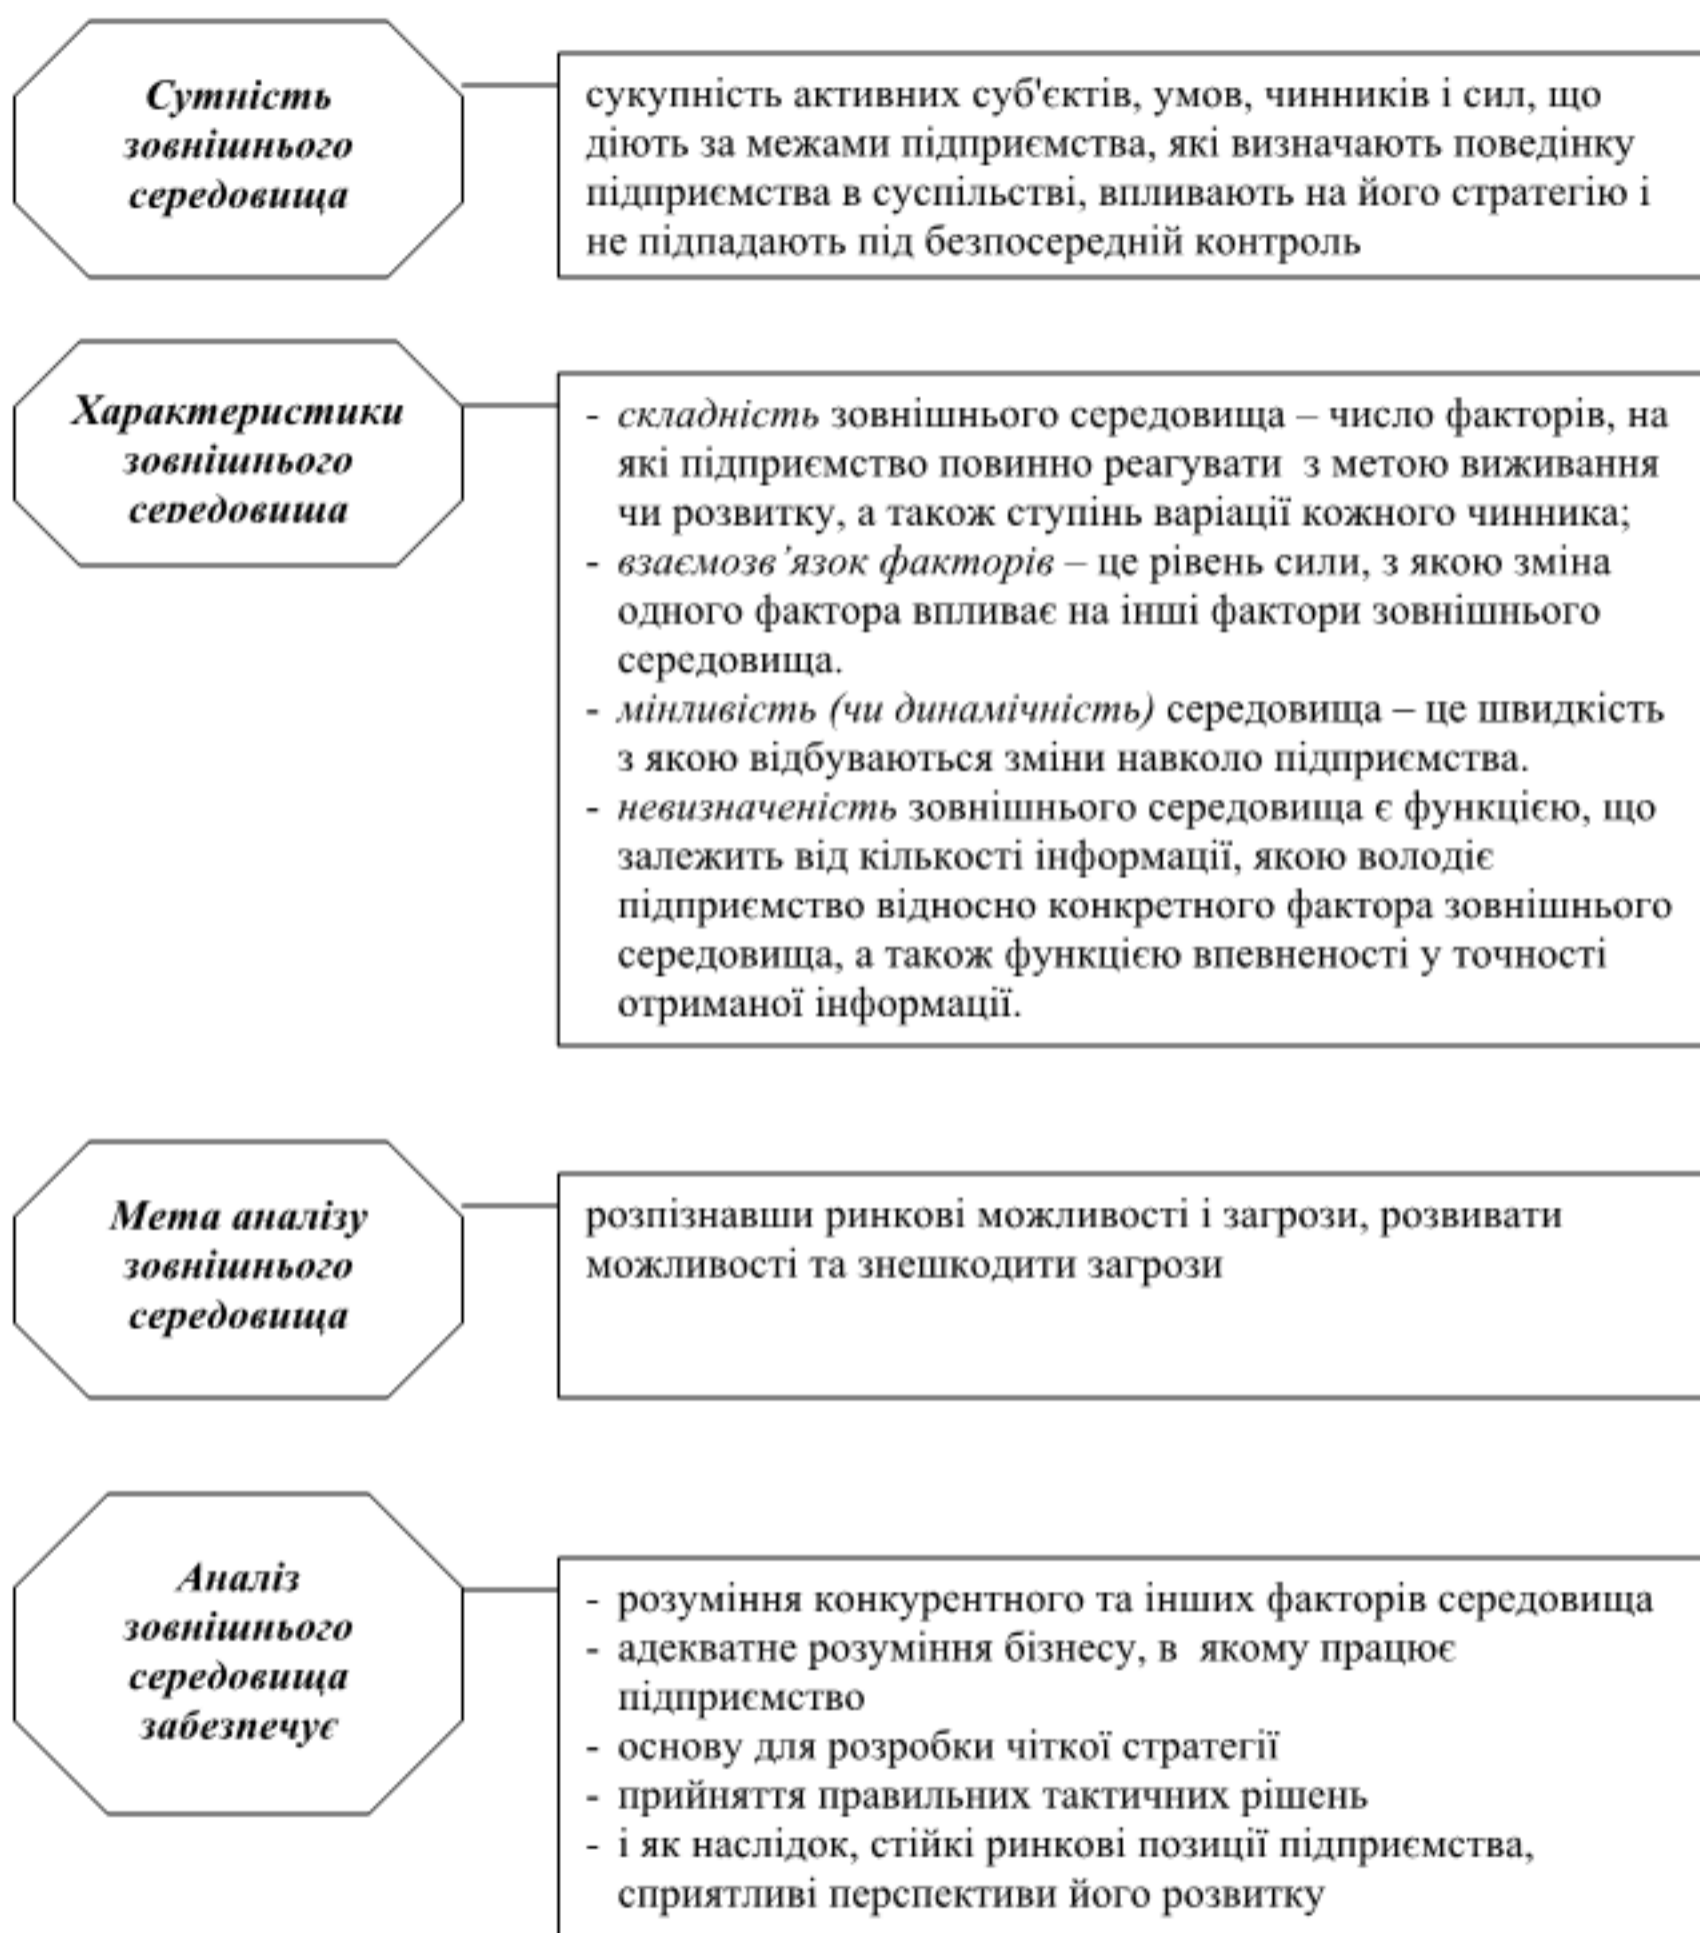 Сутність
зовнішнього
середовища
сукупність активних суб'єктів, умов, чинників і сил, що
діють за межами підприємства, які визначають поведінку
підприємства в суспільстві, впливають на його стратегію і
не підпадають під безпосередній контроль
Характеристики
зовнішнього
середовища
- складність зовнішнього середовища – число факторів, на
які підприємство повинно реагувати  з метою виживання
чи розвитку, а також ступінь варіації кожного чинника;
- взаємозв’язок факторів – це рівень сили, з якою зміна
одного фактора впливає на інші фактори зовнішнього
середовища.
- мінливість (чи динамічність) середовища – це швидкість
з якою відбуваються зміни навколо підприємства.
- невизначеність зовнішнього середовища є функцією, що
залежить від кількості інформації, якою володіє
підприємство відносно конкретного фактора зовнішнього
середовища, а також функцією впевненості у точності
отриманої інформації.
Мета аналізу
зовнішнього
середовища
розпізнавши ринкові можливості і загрози, розвивати
можливості та знешкодити загрози
Аналіз
зовнішнього
середовища
забезпечує
- розуміння конкурентного та інших факторів середовища
- адекватне розуміння бізнесу, в  якому працює
підприємство
- основу для розробки чіткої стратегії
- прийняття правильних тактичних рішень
- і як наслідок, стійкі ринкові позиції підприємства,
сприятливі перспективи його розвитку